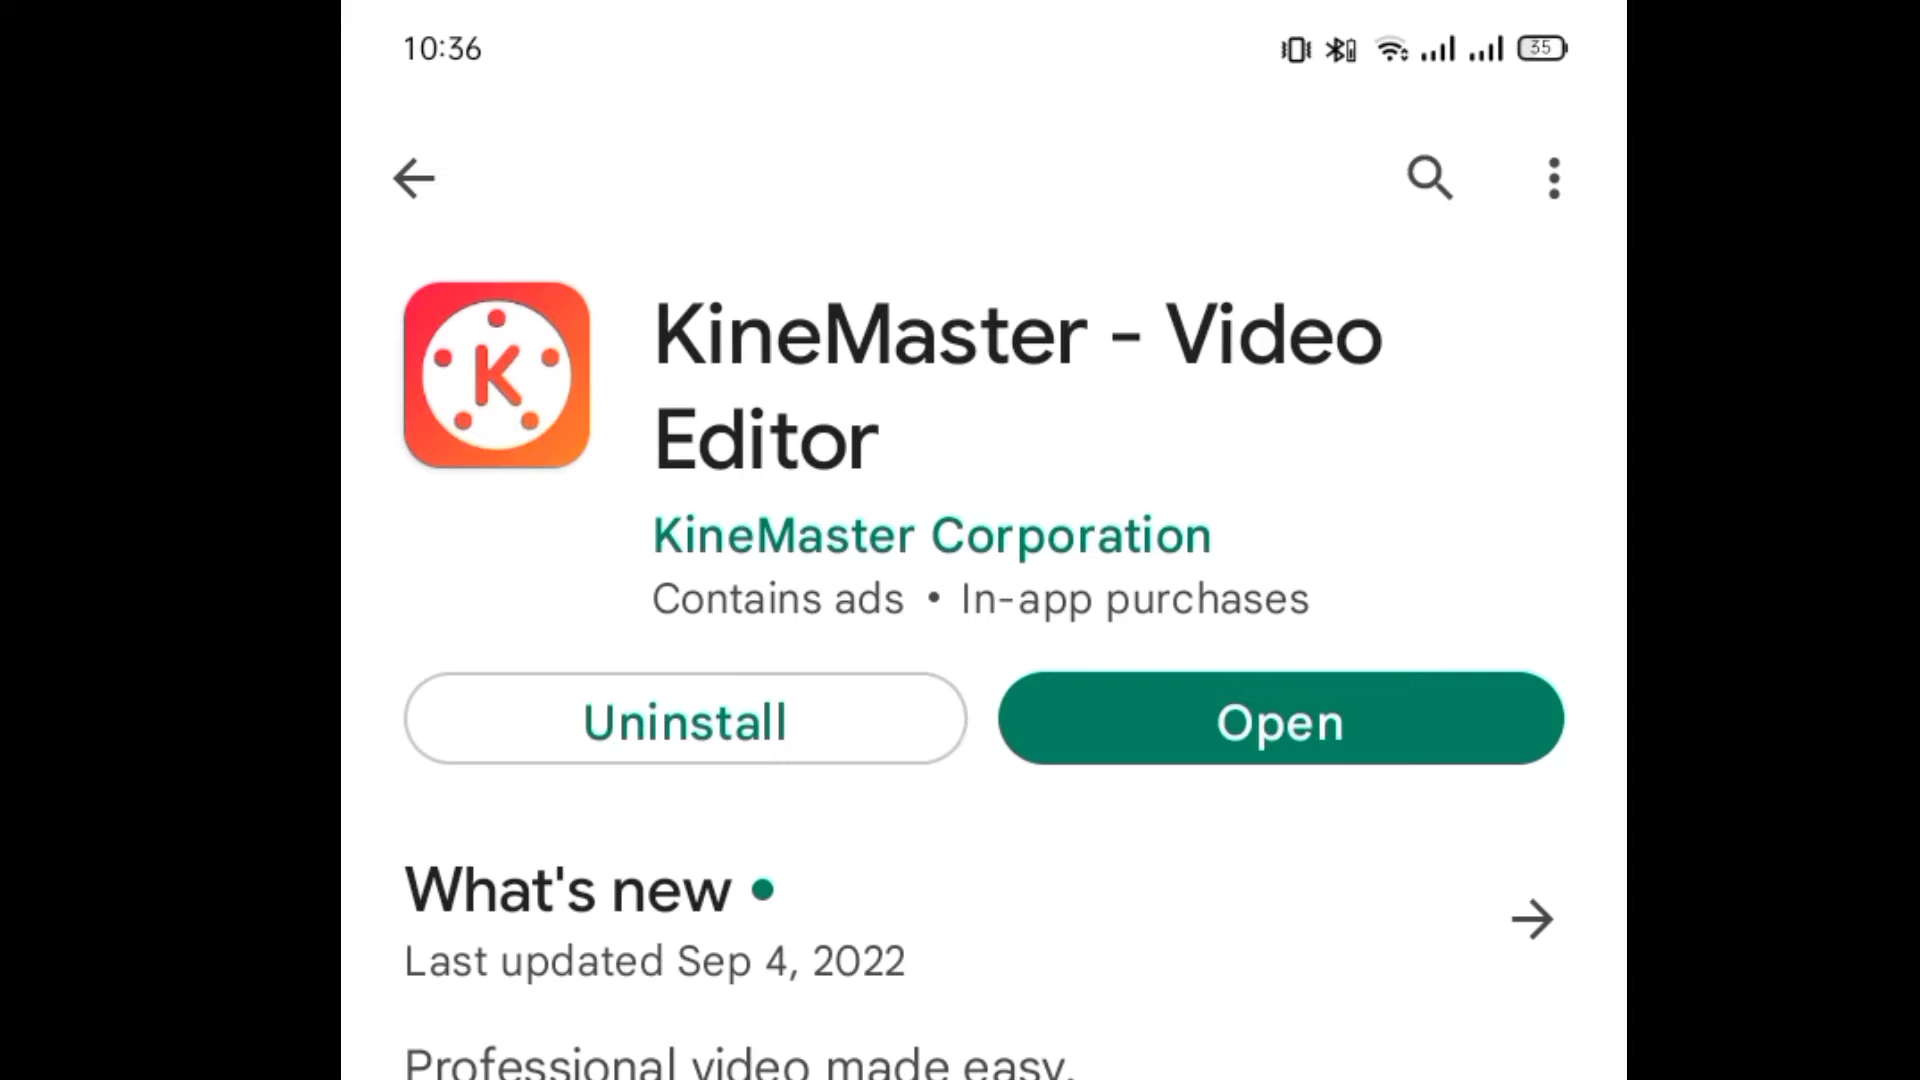 10:36
35
K
KineMaster - Video
Editor
KineMaster Corporation
Contains ads • In-app purchases
Uninstall
Open
What's new
Last updated Sep 4, 2022
Professional video made easy.